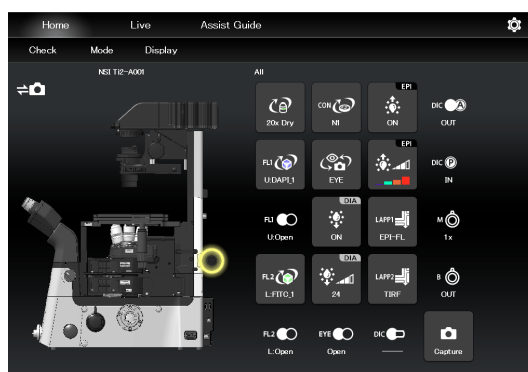 Home Live Assist Guide
Check Mode Display
NSI Ti2-A001
All
20x Dry
CON
N1
EPI
ON
DIC A
OUT
FL1
U:DAPI_1
EYE
EPI
DIC P
IN
FL1
U:Open
DIA
ON
LAPP1
EPI-FL
M
1x
FL2
L:FITC_1
DIA
24
LAPP2
TIRF
B
OUT
FL2
L:Open
EYE
Open
DIC
Capture